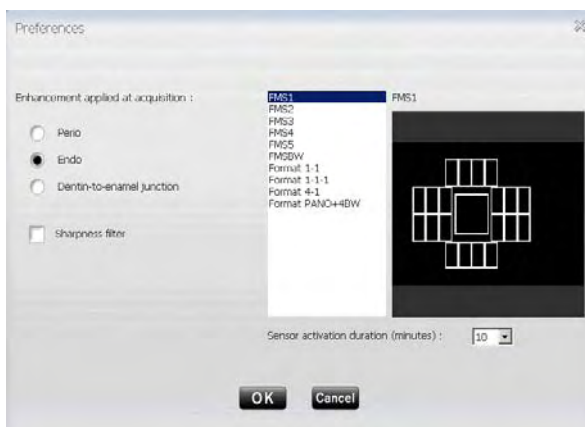 Preferences
Enhancement applied at acquisition :
Perio
Endo
Dentin-to-enamel junction
Sharpness filter
FMS1
FMS2
FMS3
FMS4
FMS5
FMSBW
Format 1-1
Format 1-1-1
Format 4-1
Format PANO+4BW
FMS1
Sensor activation duration (minutes) :
10
OK
Cancel